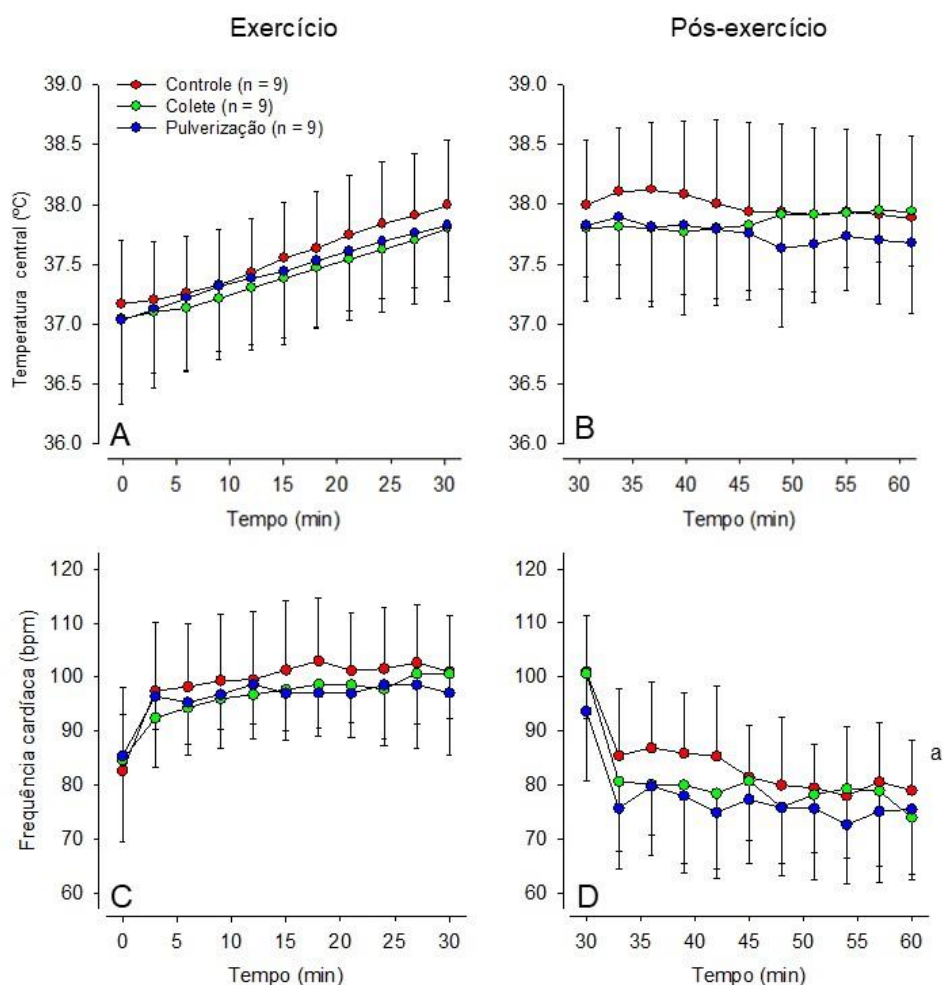 Exercício
Pós-exercício
39.0
38.5
38.0
37.5
37.0
36.5
36.0
Temperatura central (ºC)
Controle (n = 9)
Colete (n = 9)
Pulverização (n = 9)
A
0 5 10 15 20 25 30
Tempo (min)
39.0
38.5
38.0
37.5
37.0
36.5
36.0
B
30 35 40 45 50 55 60
Tempo (min)
120
110
100
90
80
70
60
Frequência cardíaca (bpm)
C
0 5 10 15 20 25 30
Tempo (min)
120
110
100
90
80
70
60
a
D
30 35 40 45 50 55 60
Tempo (min)